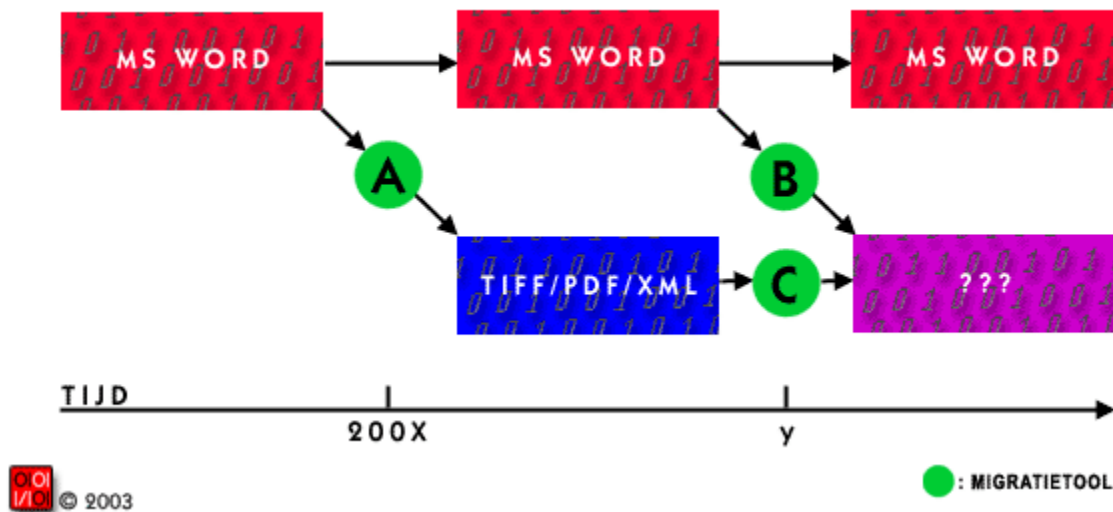 MS WORD
MS WORD
MS WORD
A
B
TIFF/PDF/XML
C
???
TIJD
200X
y
© 2003
: MIGRATIETOOL